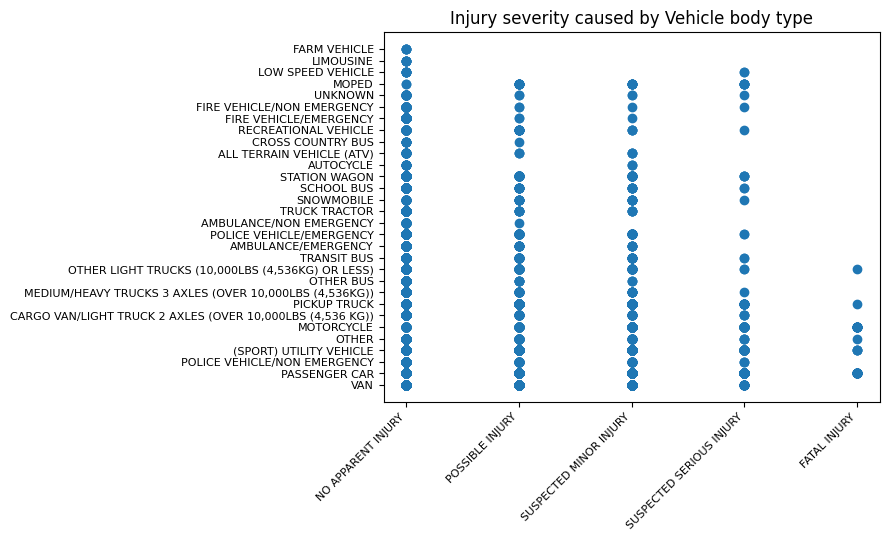 Injury severity caused by Vehicle body type
FARM VEHICLE
LIMOUSINE
LOW SPEED VEHICLE
MOPED
UNKNOWN
FIRE VEHICLE/NON EMERGENCY
FIRE VEHICLE/EMERGENCY
RECREATIONAL VEHICLE
CROSS COUNTRY BUS
ALL TERRAIN VEHICLE (ATV)
AUTOCYCLE
STATION WAGON
SCHOOL BUS
SNOWMOBILE
TRUCK TRACTOR
AMBULANCE/NON EMERGENCY
POLICE VEHICLE/EMERGENCY
AMBULANCE/EMERGENCY
TRANSIT BUS
OTHER LIGHT TRUCKS (10,000LBS (4,536KG) OR LESS)
OTHER BUS
MEDIUM/HEAVY TRUCKS 3 AXLES (OVER 10,000LBS (4,536KG))
PICKUP TRUCK
CARGO VAN/LIGHT TRUCK 2 AXLES (OVER 10,000LBS (4,536 KG))
MOTORCYCLE
OTHER
(SPORT) UTILITY VEHICLE
POLICE VEHICLE/NON EMERGENCY
PASSENGER CAR
VAN
NO APPARENT INJURY
POSSIBLE INJURY
SUSPECTED MINOR INJURY
SUSPECTED SERIOUS INJURY
FATAL INJURY